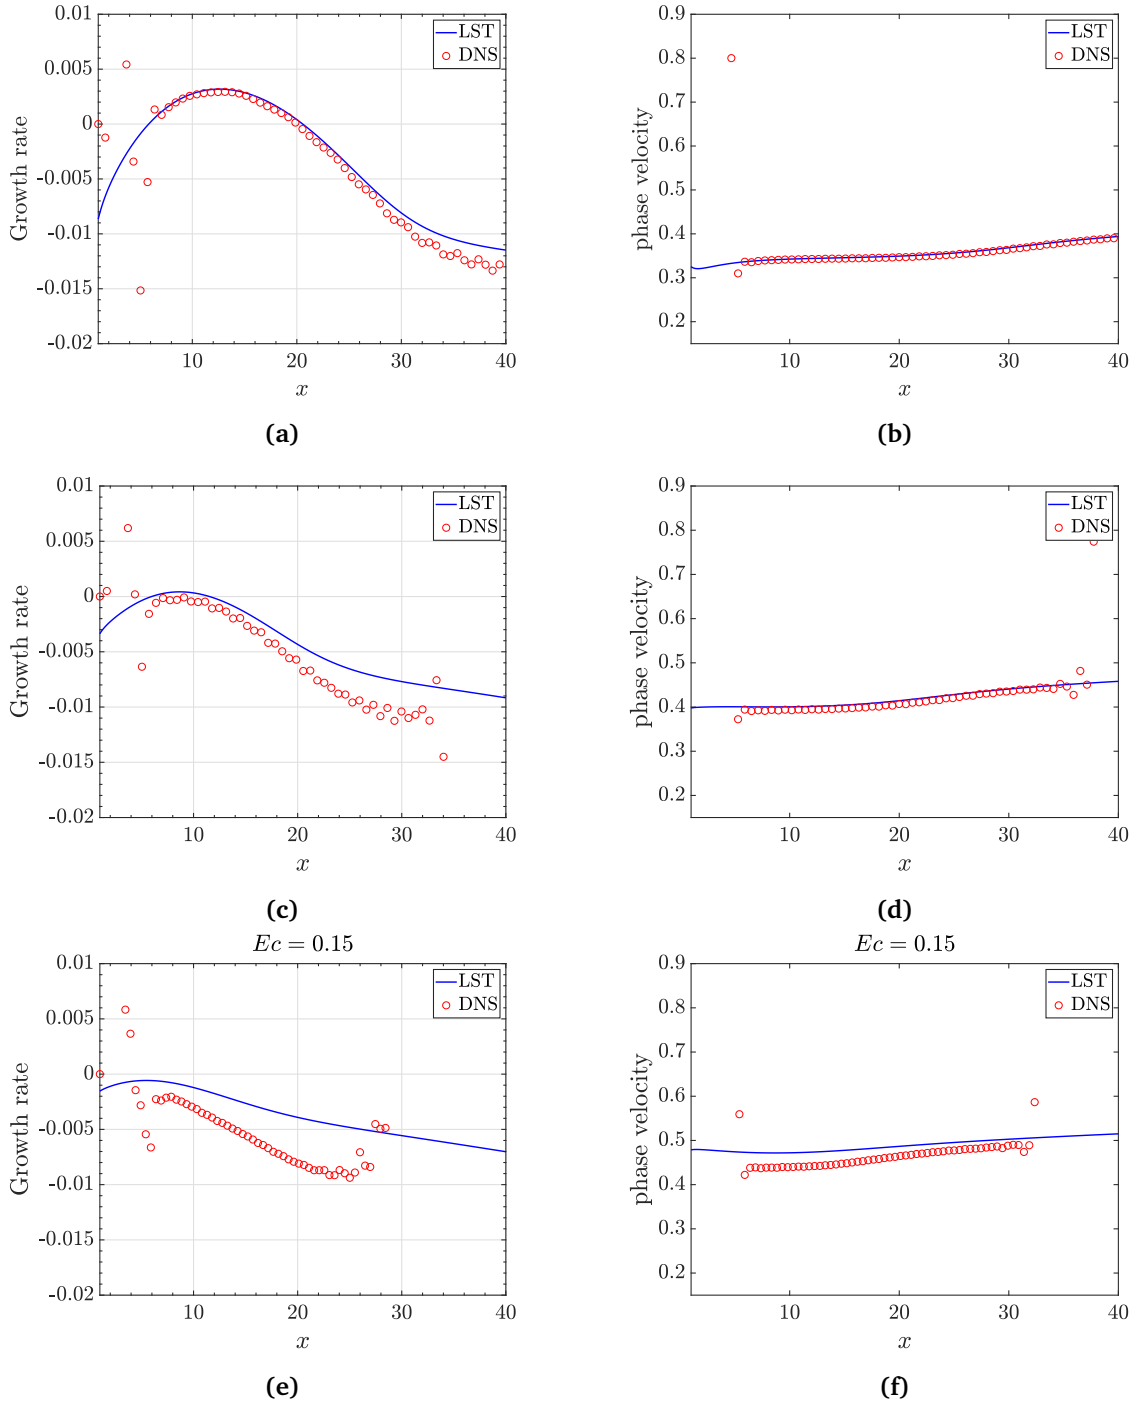 0.01
0.005
0
-0.005
-0.01
-0.015
-0.02
10
20
30
40
Growth rate
x
LST
DNS
(a)
0.9
0.8
0.7
0.6
0.5
0.4
0.3
0.2
10
20
30
40
phase velocity
x
LST
DNS
(b)
0.01
0.005
0
-0.005
-0.01
-0.015
-0.02
10
20
30
40
Growth rate
x
LST
DNS
(c)
0.9
0.8
0.7
0.6
0.5
0.4
0.3
0.2
10
20
30
40
phase velocity
x
LST
DNS
(d)
Ec = 0.15
0.01
0.005
0
-0.005
-0.01
-0.015
-0.02
10
20
30
40
Growth rate
x
LST
DNS
(e)
Ec = 0.15
0.9
0.8
0.7
0.6
0.5
0.4
0.3
0.2
10
20
30
40
phase velocity
x
LST
DNS
(f)